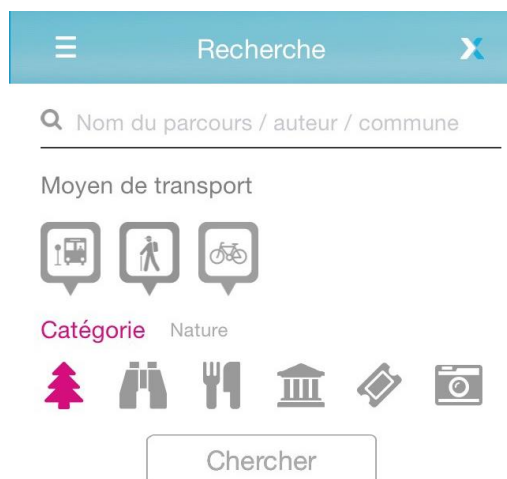 Recherche
Nom du parcours / auteur / commune
Moyen de transport
Catégorie Nature
Chercher